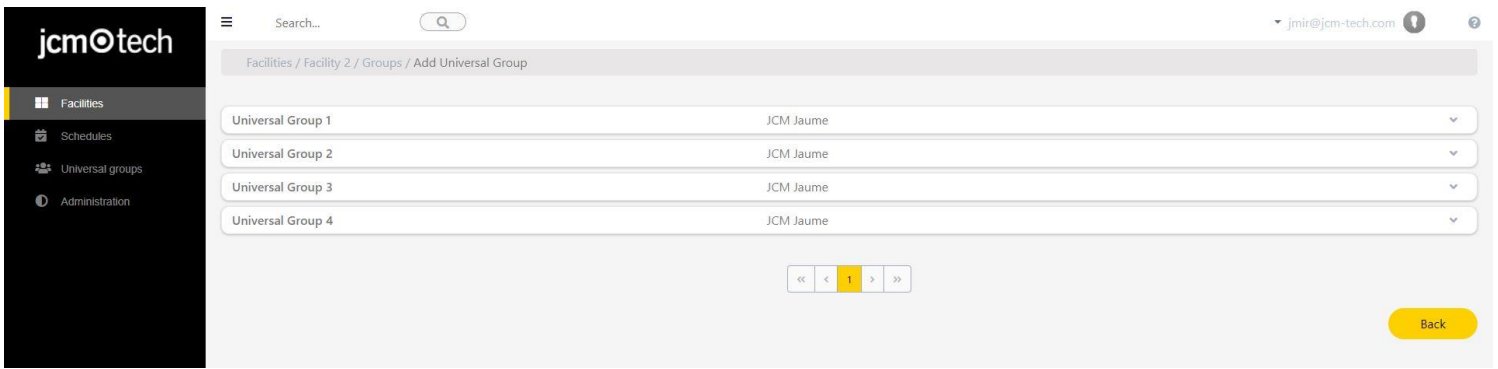 jcm tech
Search...
jmir@jcm-tech.com
Facilities / Facility 2 / Groups / Add Universal Group
Facilities
Schedules
Universal groups
Administration
Universal Group 1 JCM Jaume
Universal Group 2 JCM Jaume
Universal Group 3 JCM Jaume
Universal Group 4 JCM Jaume
« < 1 > »
Back